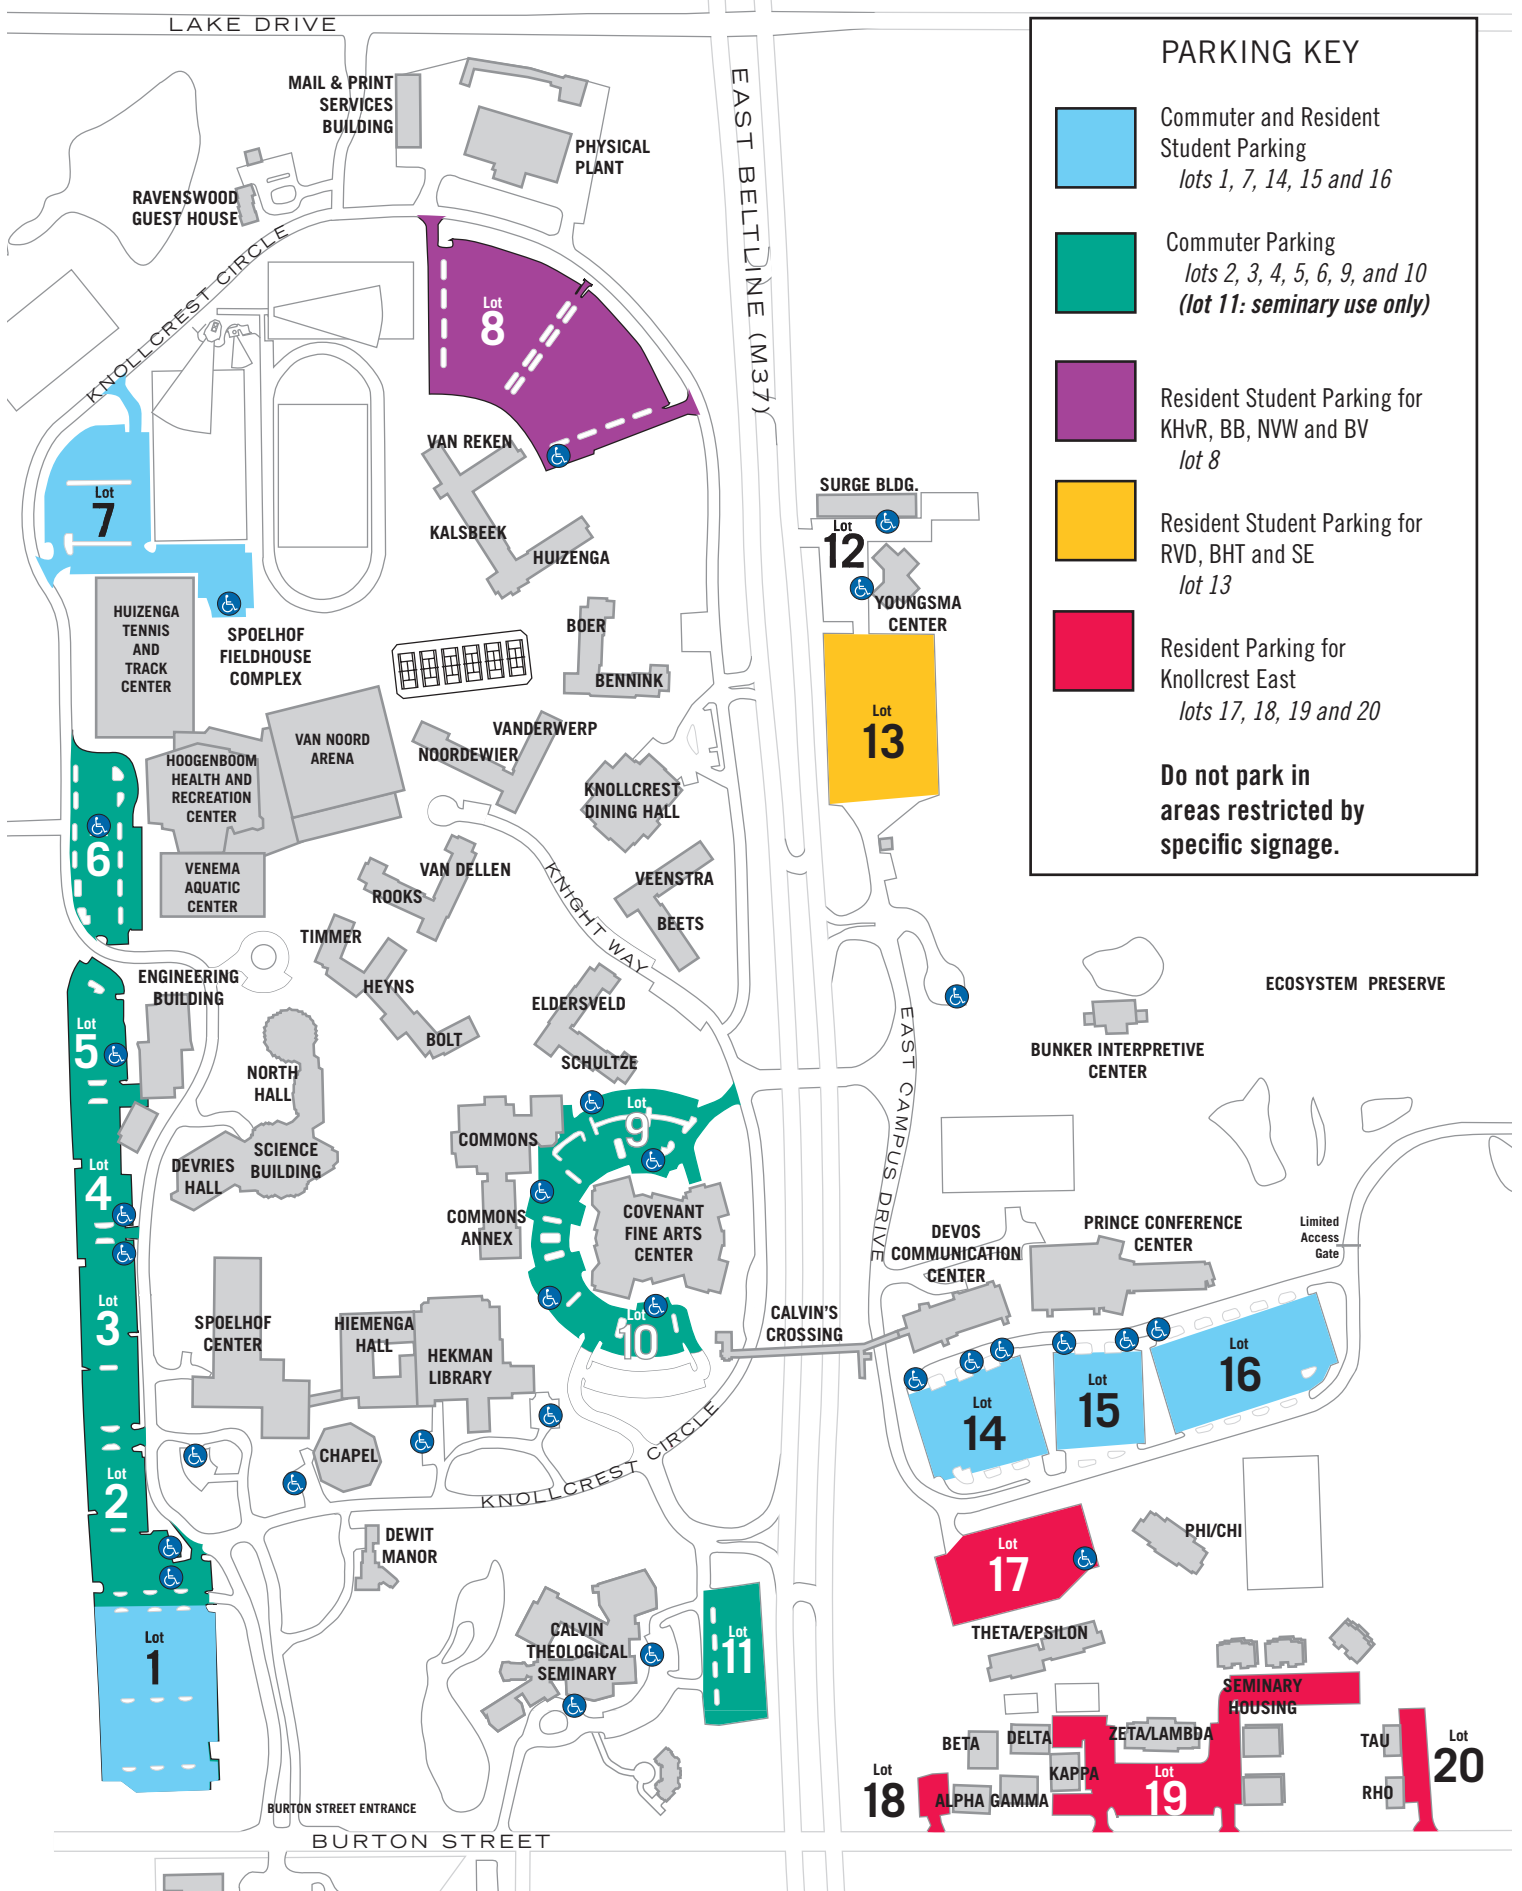 LAKE DRIVE
MAIL & PRINT
SERVICES
BUILDING
PHYSICAL
PLANT
RAVENSWOOD
GUEST HOUSE
KNOLLCREST CIRCLE
EAST BELTLINE (M37)
Lot
8
Lot
7
VAN REKEN
KALSBEEK
HUIZENGA
SURGE BLDG.
Lot
12
YOUNGSMA
CENTER
HUIZENGA
TENNIS
AND
TRACK
CENTER
SPOELHOF
FIELDHOUSE
COMPLEX
BOER
BENNINK
Lot
13
VAN NOORD
ARENA
VANDERWERP
NOORDEWIER
HOOGENBOOM
HEALTH AND
RECREATION
CENTER
KNOLLCREST
DINING HALL
6
VENEMA
AQUATIC
CENTER
VAN DELLEN
ROOKS
KNIGHT WAY
VEENSTRA
BEETS
TIMMER
HEYNS
BOLT
ENGINEERING
BUILDING
ELDERSVELD
SCHULTZE
Lot
5
NORTH
HALL
EAST CAMPUS DRIVE
BUNKER INTERPRETIVE
CENTER
ECOSYSTEM PRESERVE
Lot
9
COMMONS
SCIENCE
BUILDING
DEVRIES
HALL
Lot
4
COMMONS
ANNEX
COVENANT
FINE ARTS
CENTER
DEVOS
COMMUNICATION
CENTER
PRINCE CONFERENCE
CENTER
Limited
Access
Gate
Lot
3
SPOELHOF
CENTER
HIEMENGA
HALL
HEKMAN
LIBRARY
Lot
10
CALVIN'S
CROSSING
Lot
14
Lot
15
Lot
16
CHAPEL
KNOLLCREST CIRCLE
Lot
2
DEWIT
MANOR
Lot
17
PHI/CHI
THETA/EPSILON
Lot
1
CALVIN
THEOLOGICAL
SEMINARY
Lot
11
SEMINARY
HOUSING
BETA
DELTA
ZETA/LAMBDA
KAPPA
ALPHA
GAMMA
Lot
18
Lot
19
TAU
RHO
Lot
20
BURTON STREET ENTRANCE
BURTON STREET
PARKING KEY
Commuter and Resident
Student Parking
lots 1, 7, 14, 15 and 16
Commuter Parking
lots 2, 3, 4, 5, 6, 9, and 10
(lot 11: seminary use only)
Resident Student Parking for
KHvR, BB, NVW and BV
lot 8
Resident Student Parking for
RVD, BHT and SE
lot 13
Resident Parking for
Knollcrest East
lots 17, 18, 19 and 20
Do not park in
areas restricted by
specific signage.